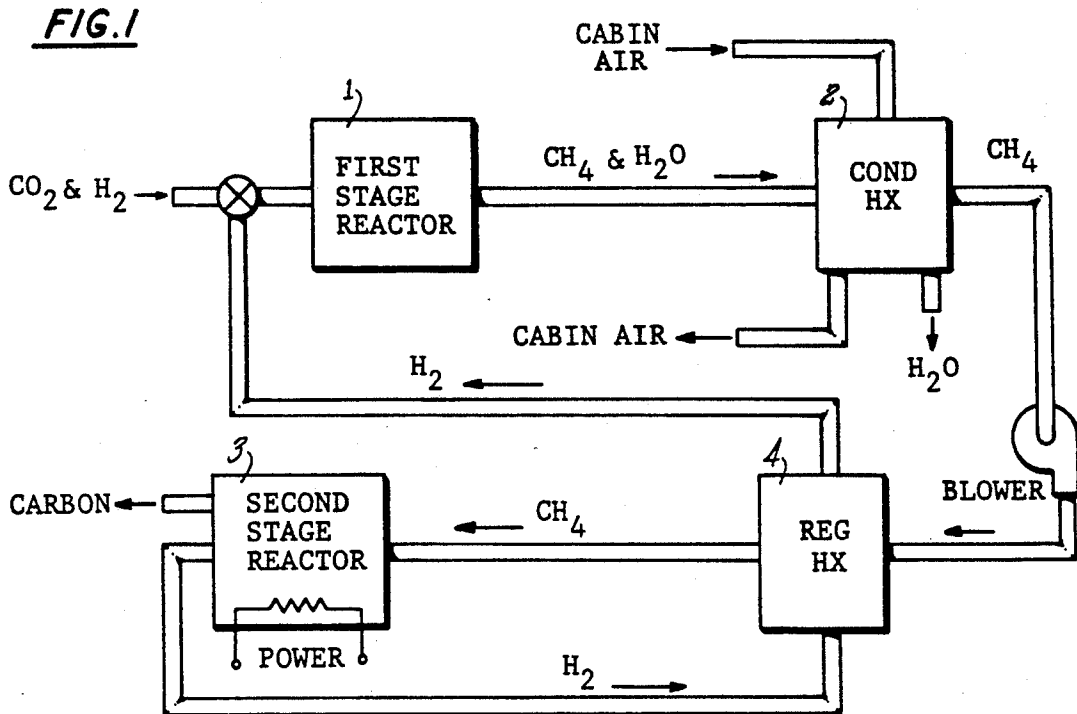 FIG.1
CABIN
AIR
1
2
FIRST
STAGE
REACTOR
CH₄ & H₂O
COND
HX
CH₄
CO₂ & H₂
CABIN AIR
H₂O
H₂
3
4
CARBON
SECOND
STAGE
REACTOR
CH₄
REG
HX
BLOWER
POWER
H₂